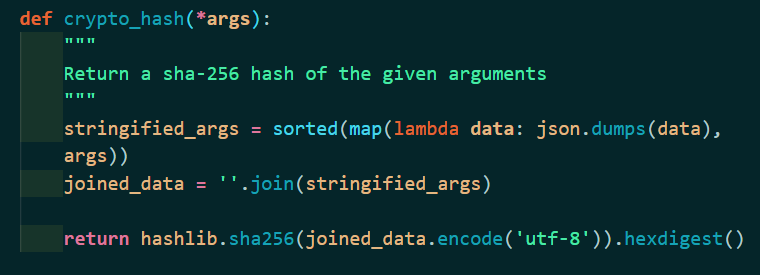 def crypto_hash(*args):
    """
    Return a sha-256 hash of the given arguments
    """
    stringified_args = sorted(map(lambda data: json.dumps(data),
    args))
    joined_data = ''.join(stringified_args)

    return hashlib.sha256(joined_data.encode('utf-8')).hexdigest()